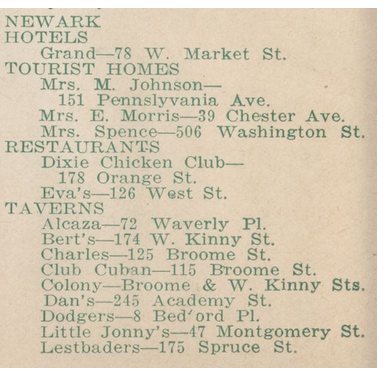 NEWARK
HOTELS
Grand—78 W. Market St.
TOURIST HOMES
Mrs. M. Johnson—
151 Pennslyvania Ave.
Mrs. E. Morris—39 Chester Ave.
Mrs. Spence—506 Washington St.
RESTAURANTS
Dixie Chicken Club—
178 Orange St.
Eva's—126 West St.
TAVERNS
Alcaza—72 Waverly Pl.
Bert's—174 W. Kinny St.
Charles—125 Broome St.
Club Cuban—115 Broome St.
Colony—Broome & W. Kinny Sts.
Dan's—245 Academy St.
Dodgers—8 Bedford Pl.
Little Jonny's—47 Montgomery St.
Lestbaders—175 Spruce St.